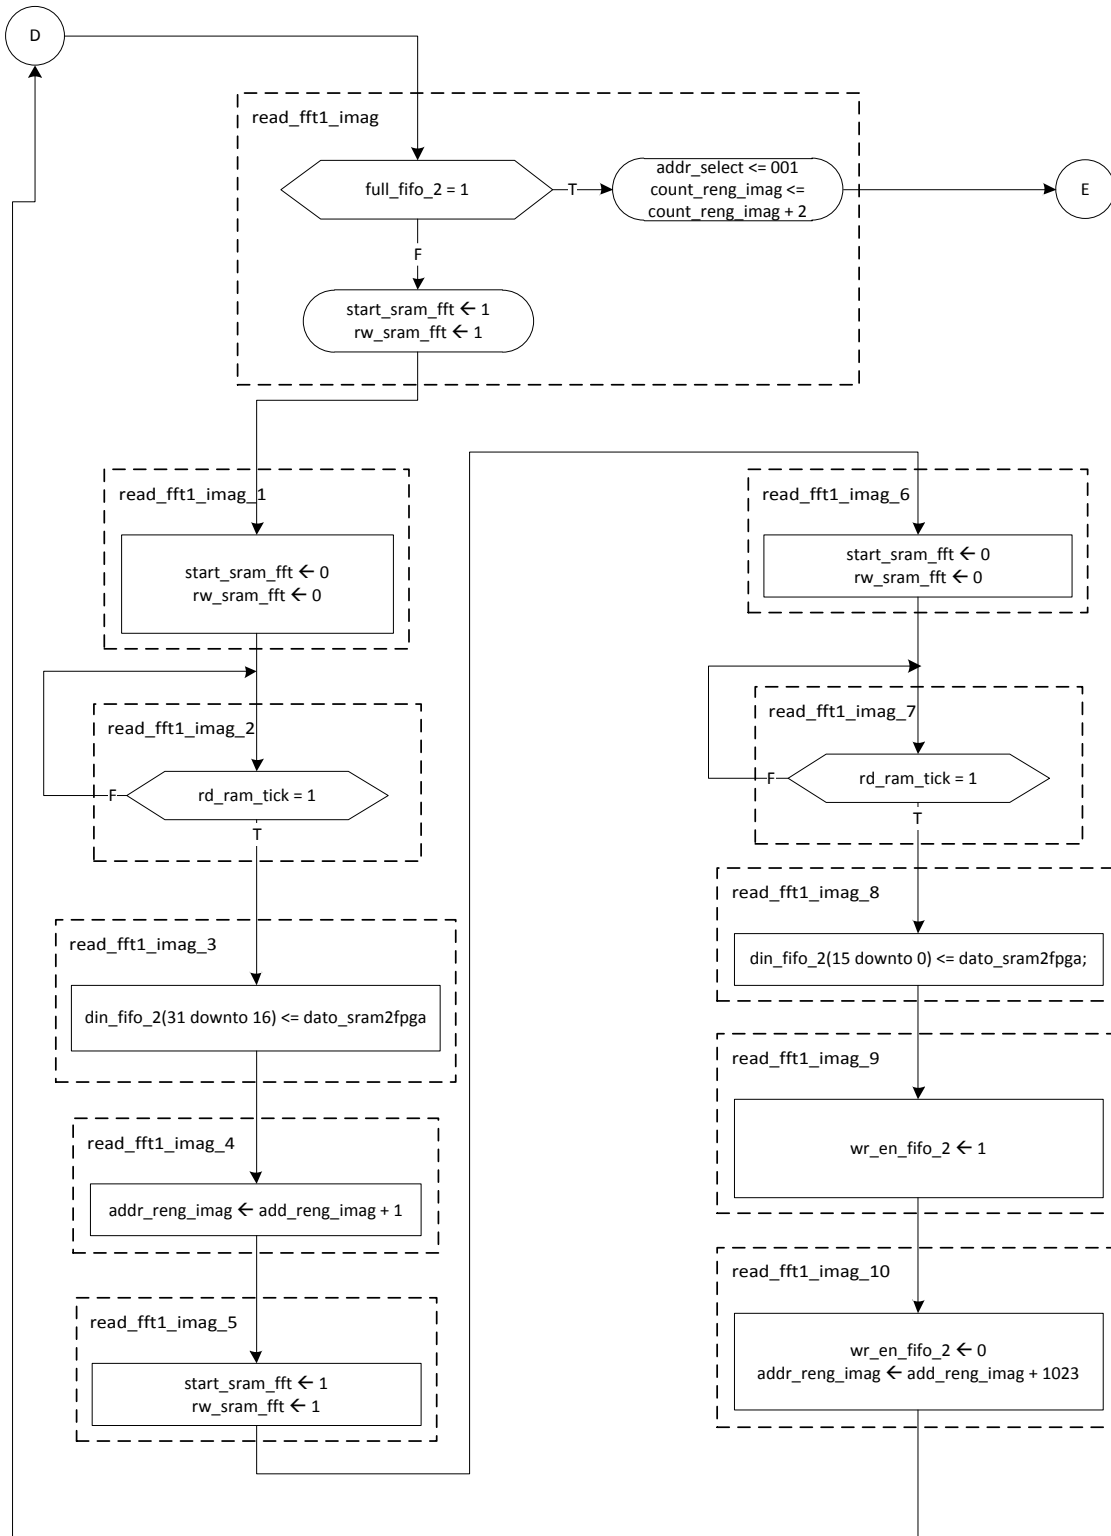 D
read_fft1_imag
full_fifo_2 = 1
T
addr_select <= 001
count_reng_imag <=
count_reng_imag + 2
E
F
start_sram_fft ← 1
rw_sram_fft ← 1
read_fft1_imag_1
start_sram_fft ← 0
rw_sram_fft ← 0
read_fft1_imag_2
F
rd_ram_tick = 1
T
read_fft1_imag_3
din_fifo_2(31 downto 16) <= dato_sram2fpga
read_fft1_imag_4
addr_reng_imag ← add_reng_imag + 1
read_fft1_imag_5
start_sram_fft ← 1
rw_sram_fft ← 1
read_fft1_imag_6
start_sram_fft ← 0
rw_sram_fft ← 0
read_fft1_imag_7
F
rd_ram_tick = 1
T
read_fft1_imag_8
din_fifo_2(15 downto 0) <= dato_sram2fpga;
read_fft1_imag_9
wr_en_fifo_2 ← 1
read_fft1_imag_10
wr_en_fifo_2 ← 0
addr_reng_imag ← add_reng_imag + 1023